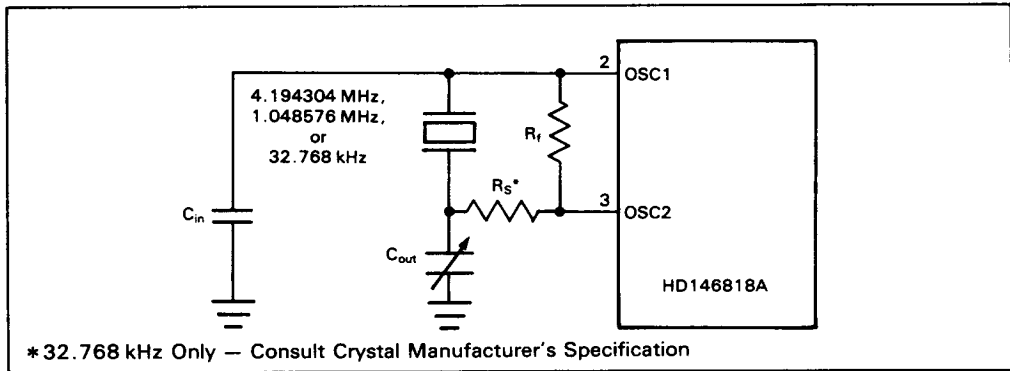 4.194304 MHz,
1.048576 MHz,
or
32.768 kHz
2
OSC1
Rf
RS*
3
OSC2
Cin
Cout
HD146818A
*32.768 kHz Only — Consult Crystal Manufacturer's Specification